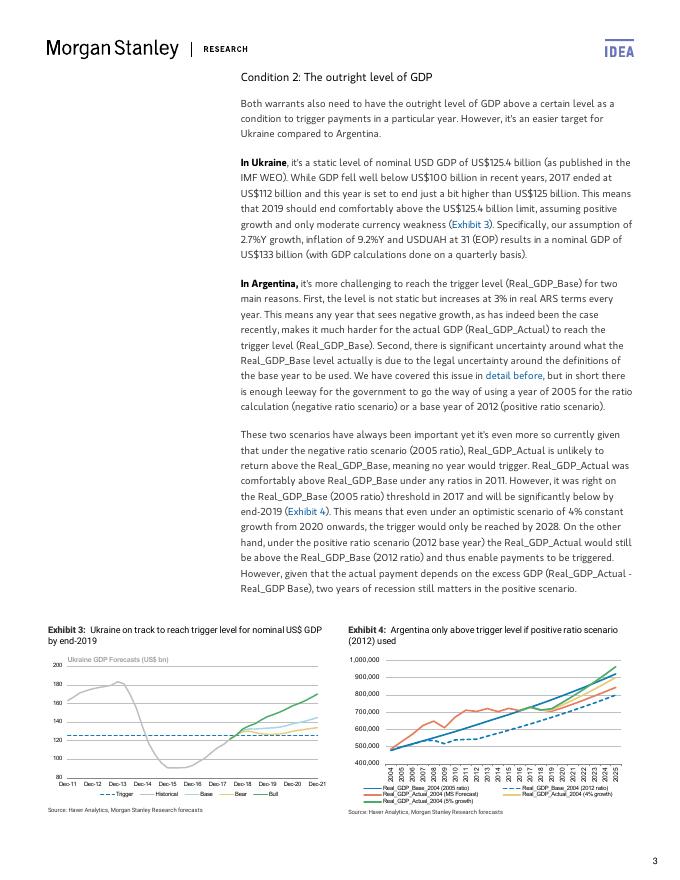 Morgan Stanley | RESEARCH
IDEA
Condition 2: The outright level of GDP
Both warrants also need to have the outright level of GDP above a certain level as a
condition to trigger payments in a particular year. However, it's an easier target for
Ukraine compared to Argentina.
In Ukraine, it's a static level of nominal USD GDP of US$125.4 billion (as published in the
IMF WEO). While GDP fell well below US$100 billion in recent years, 2017 ended at
US$112 billion and this year is set to end just a bit higher than US$125 billion. This means
that 2019 should end comfortably above the US$125.4 billion limit, assuming positive
growth and only moderate currency weakness (Exhibit 3). Specifically, our assumption of
2.7%Y growth, inflation of 9.2%Y and USDUAH at 31 (EOP) results in a nominal GDP of
US$133 billion (with GDP calculations done on a quarterly basis).
In Argentina, it's more challenging to reach the trigger level (Real_GDP_Base) for two
main reasons. First, the level is not static but increases at 3% in real ARS terms every
year. This means any year that sees negative growth, as has indeed been the case
recently, makes it much harder for the actual GDP (Real_GDP_Actual) to reach the
trigger level (Real_GDP_Base). Second, there is significant uncertainty around what the
Real_GDP_Base level actually is due to the legal uncertainty around the definitions of
the base year to be used. We have covered this issue in detail before, but in short there
is enough leeway for the government to go the way of using a year of 2005 for the ratio
calculation (negative ratio scenario) or a base year of 2012 (positive ratio scenario).
These two scenarios have always been important yet it's even more so currently given
that under the negative ratio scenario (2005 ratio), Real_GDP_Actual is unlikely to
return above the Real_GDP_Base, meaning no year would trigger. Real_GDP_Actual was
comfortably above Real_GDP_Base under any ratios in 2011. However, it was right on
the Real_GDP_Base (2005 ratio) threshold in 2017 and will be significantly below by
end-2019 (Exhibit 4). This means that even under an optimistic scenario of 4% constant
growth from 2020 onwards, the trigger would only be reached by 2028. On the other
hand, under the positive ratio scenario (2012 base year) the Real_GDP_Actual would still
be above the Real_GDP_Base (2012 ratio) and thus enable payments to be triggered.
However, given that the actual payment depends on the excess GDP (Real_GDP_Actual -
Real_GDP Base), two years of recession still matters in the positive scenario.
Exhibit 3: Ukraine on track to reach trigger level for nominal US$ GDP
by end-2019
Ukraine GDP Forecasts (US$ bn)
200
180
160
140
120
100
80
Dec-11 Dec-12 Dec-13 Dec-14 Dec-15 Dec-16 Dec-17 Dec-18 Dec-19 Dec-20 Dec-21
Trigger Historical Base Bear Bull
Source: Haver Analytics, Morgan Stanley Research forecasts
Exhibit 4: Argentina only above trigger level if positive ratio scenario
(2012) used
1,000,000
900,000
800,000
700,000
600,000
500,000
400,000
2004 2005 2006 2007 2008 2009 2010 2011 2012 2013 2014 2015 2016 2017 2018 2019 2020 2021 2022 2023 2024 2025
Real_GDP_Base_2004 (2005 ratio) Real_GDP_Base_2004 (2012 ratio)
Real_GDP_Actual_2004 (MS Forecast) Real_GDP_Actual_2004 (4% growth)
Real_GDP_Actual_2004 (5% growth)
Source: Haver Analytics, Morgan Stanley Research forecasts
3